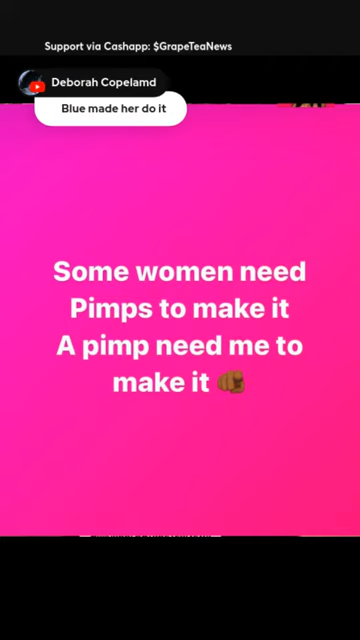 Support via Cashapp: $GrapeTeaNews
Deborah Copelamd
Blue made her do it
Some women need
Pimps to make it
A pimp need me to
make it 🫵🏾